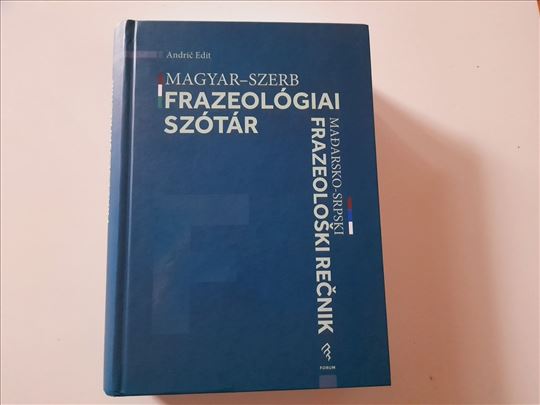 Andrić Edit
MAGYAR–SZERB
FRAZEOLÓGIAI
SZÓTÁR
MAĐARSKO-SRPSKI
FRAZEOLOŠKI REČNIK
FORUM